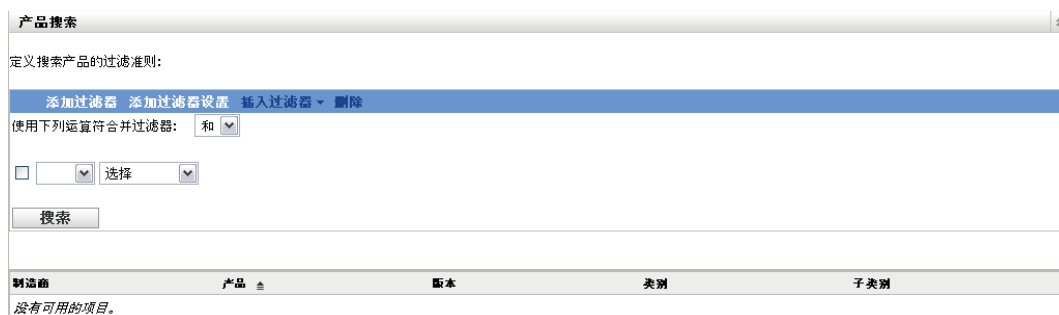 产品搜索
定义搜索产品的过滤准则:
添加过滤器 添加过滤器设置 插入过滤器 删除
使用下列运算符合并过滤器: 和
选择
搜索
制造商 产品 版本 类别 子类别
没有可用的项目。